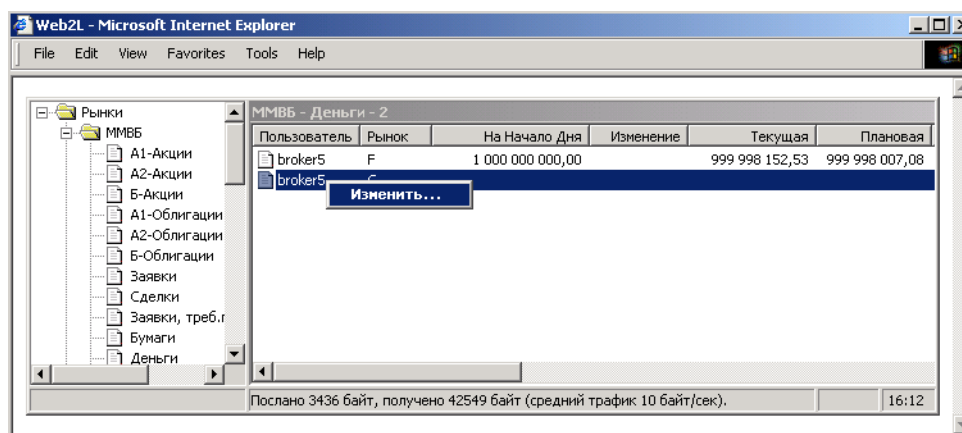 Web2L - Microsoft Internet Explorer
File Edit View Favorites Tools Help
Рынки
ММВБ
А1-Акции
А2-Акции
Б-Акции
А1-Облигации
А2-Облигации
Б-Облигации
Заявки
Сделки
Заявки, треб.г
Бумаги
Деньги
ММВБ - Деньги - 2
Пользователь Рынок На Начало Дня Изменение Текущая Плановая
broker5 F 1 000 000 000,00 999 998 152,53 999 998 007,08
broker5
Изменить...
Послано 3436 байт, получено 42549 байт (средний трафик 10 байт/сек). 16:12